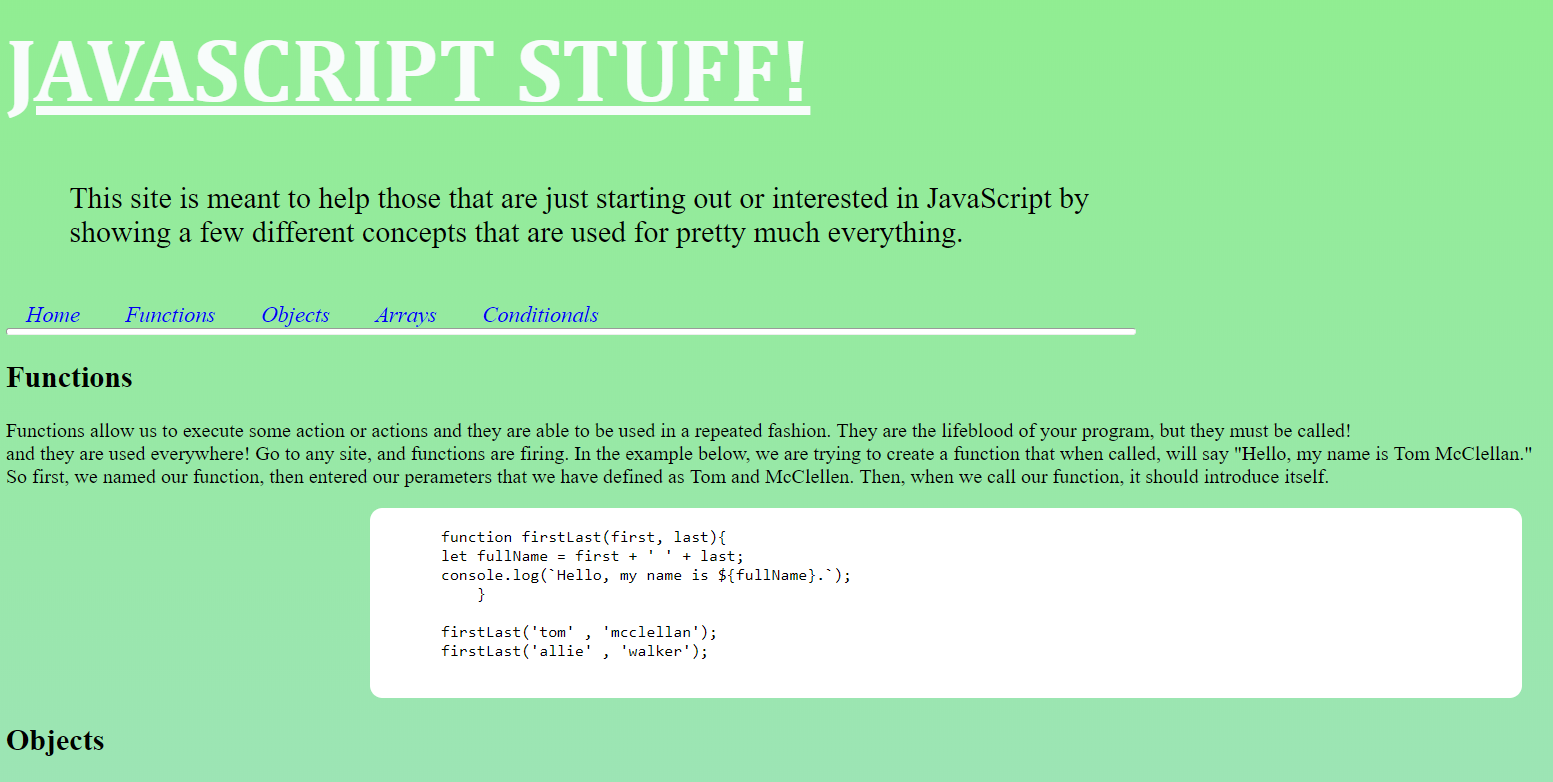 JAVASCRIPT STUFF!
This site is meant to help those that are just starting out or interested in JavaScript by
showing a few different concepts that are used for pretty much everything.
Home Functions Objects Arrays Conditionals
Functions
Functions allow us to execute some action or actions and they are able to be used in a repeated fashion. They are the lifeblood of your program, but they must be called!
and they are used everywhere! Go to any site, and functions are firing. In the example below, we are trying to create a function that when called, will say "Hello, my name is Tom McClellan."
So first, we named our function, then entered our perameters that we have defined as Tom and McClellen. Then, when we call our function, it should introduce itself.
function firstLast(first, last){
let fullName = first + ' ' + last;
console.log(`Hello, my name is ${fullName}.`);
}
firstLast('tom' , 'mcclellan');
firstLast('allie' , 'walker');
Objects